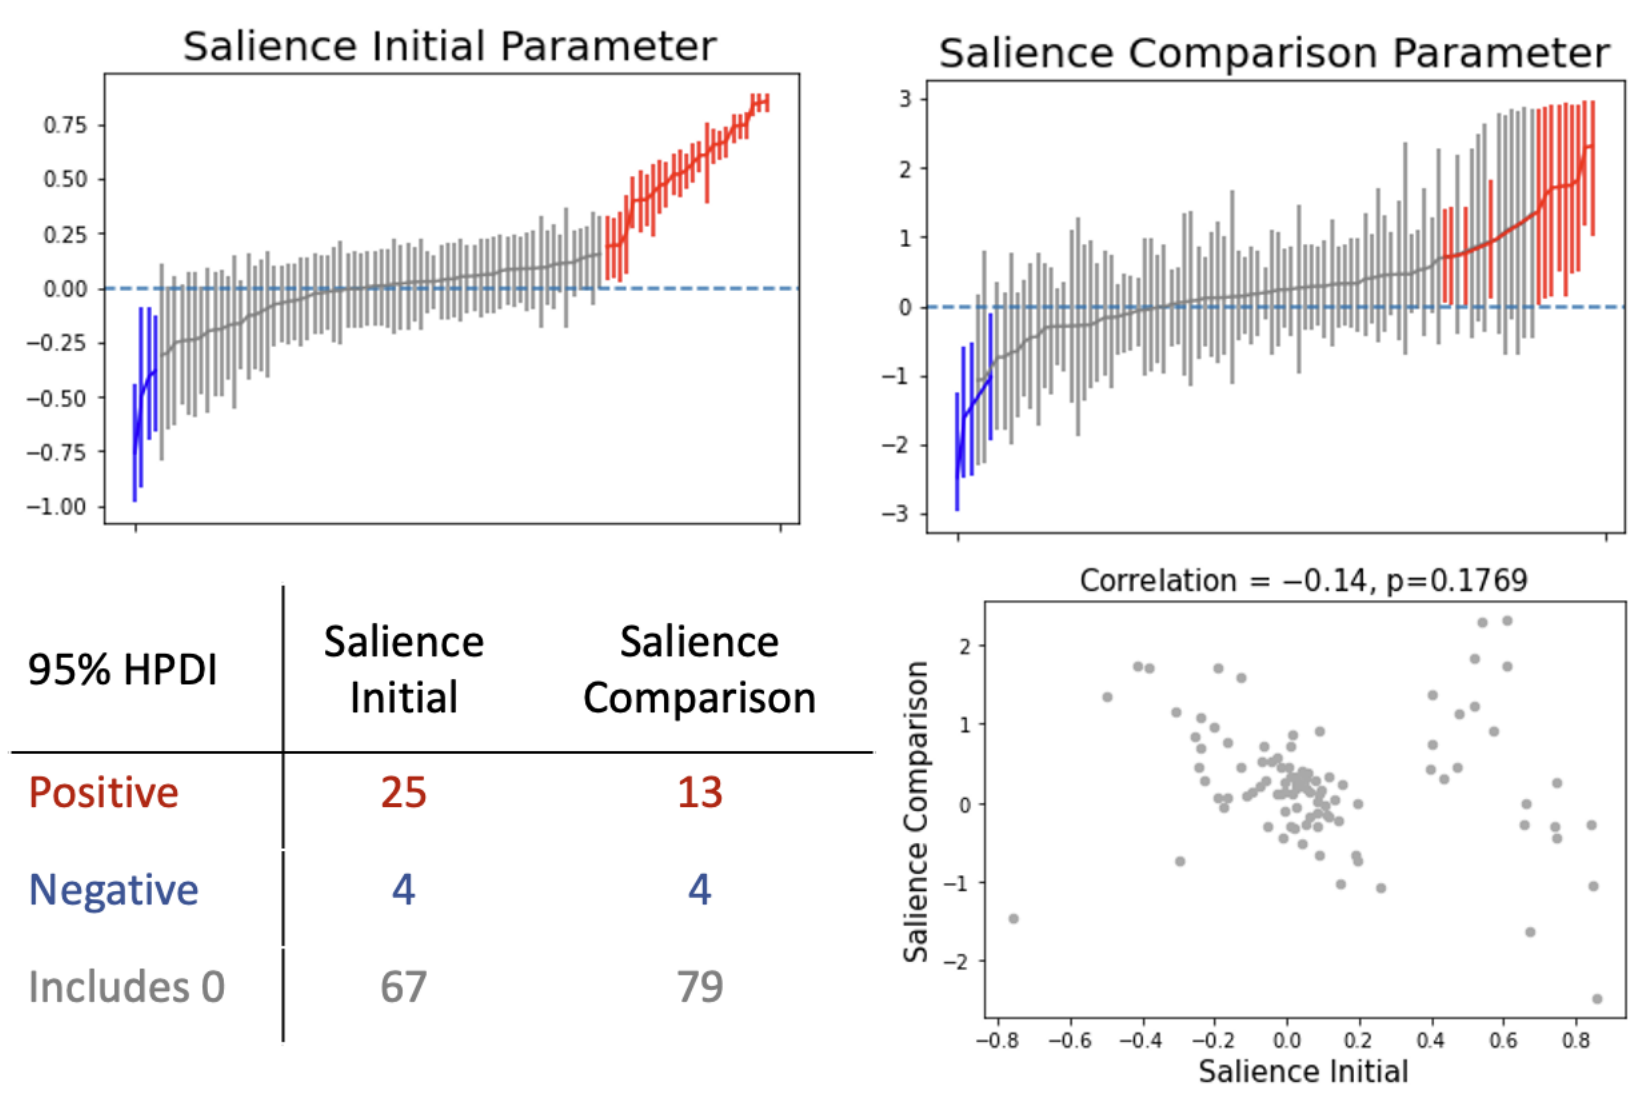 Salience Initial Parameter
0.75
0.50
0.25
0.00
−0.25
−0.50
−0.75
−1.00
Salience Comparison Parameter
3
2
1
0
−1
−2
−3
95% HPDI
Salience
Initial
Salience
Comparison
Positive 25 13
Negative 4 4
Includes 0 67 79
Correlation = −0.14, p=0.1769
Salience Comparison
2
1
0
−1
−2
−0.8 −0.6 −0.4 −0.2 0.0 0.2 0.4 0.6 0.8
Salience Initial